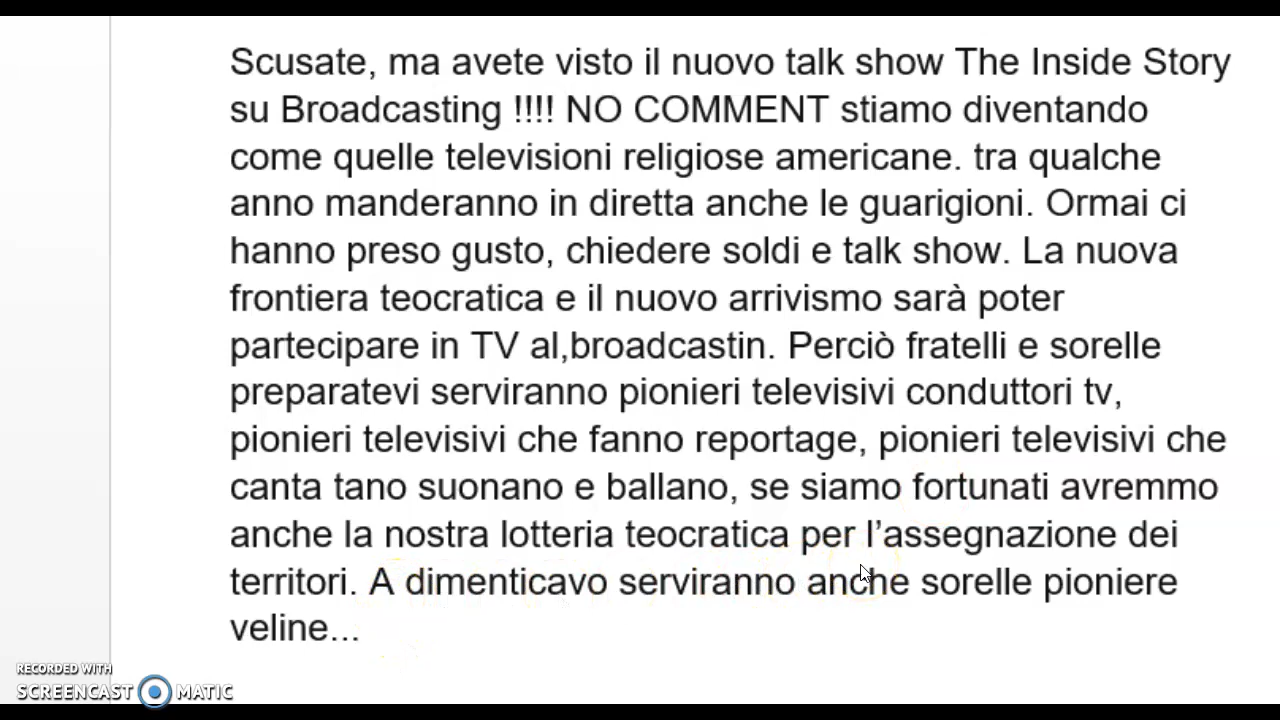 Scusate, ma avete visto il nuovo talk show The Inside Story
su Broadcasting !!!! NO COMMENT stiamo diventando
come quelle televisioni religiose americane. tra qualche
anno manderanno in diretta anche le guarigioni. Ormai ci
hanno preso gusto, chiedere soldi e talk show. La nuova
frontiera teocratica e il nuovo arrivismo sarà poter
partecipare in TV al,broadcastin. Perciò fratelli e sorelle
preparatevi serviranno pionieri televisivi conduttori tv,
pionieri televisivi che fanno reportage, pionieri televisivi che
canta tano suonano e ballano, se siamo fortunati avremmo
anche la nostra lotteria teocratica per l’assegnazione dei
territori. A dimenticavo serviranno anche sorelle pioniere
veline...
RECORDED WITH
SCREENCAST MATIC